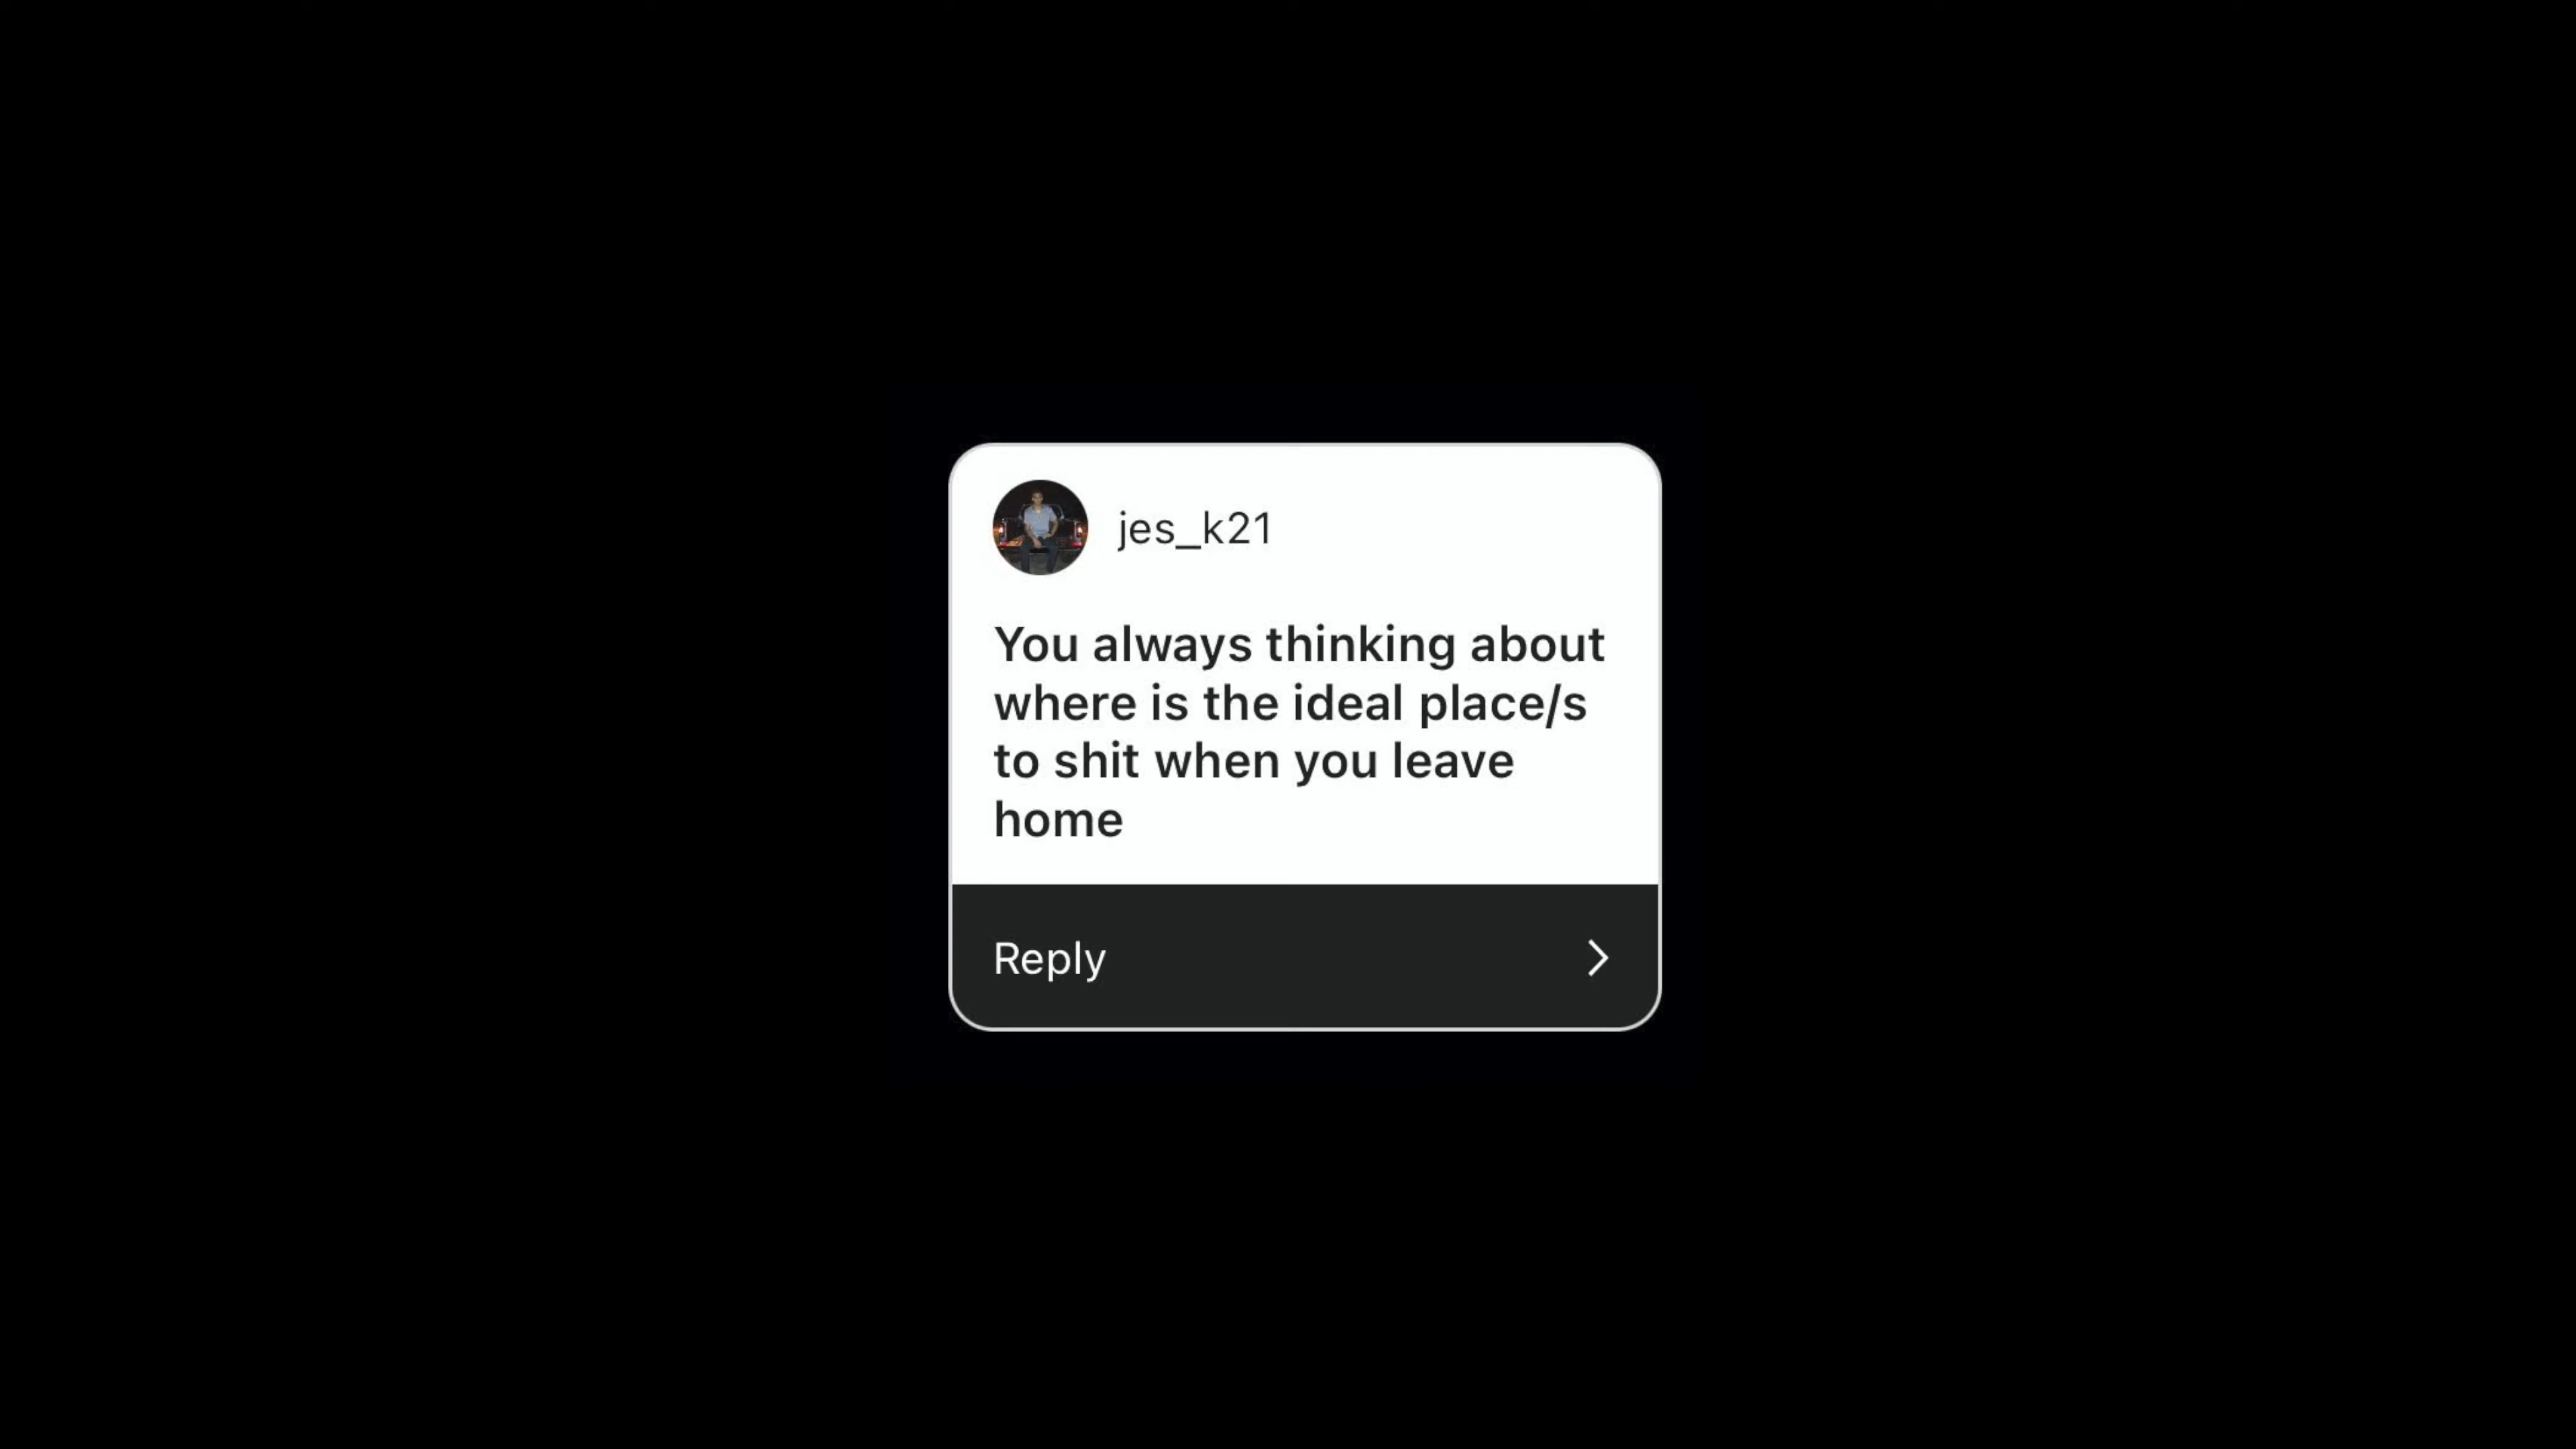 jes_k21
You always thinking about
where is the ideal place/s
to shit when you leave
home
Reply